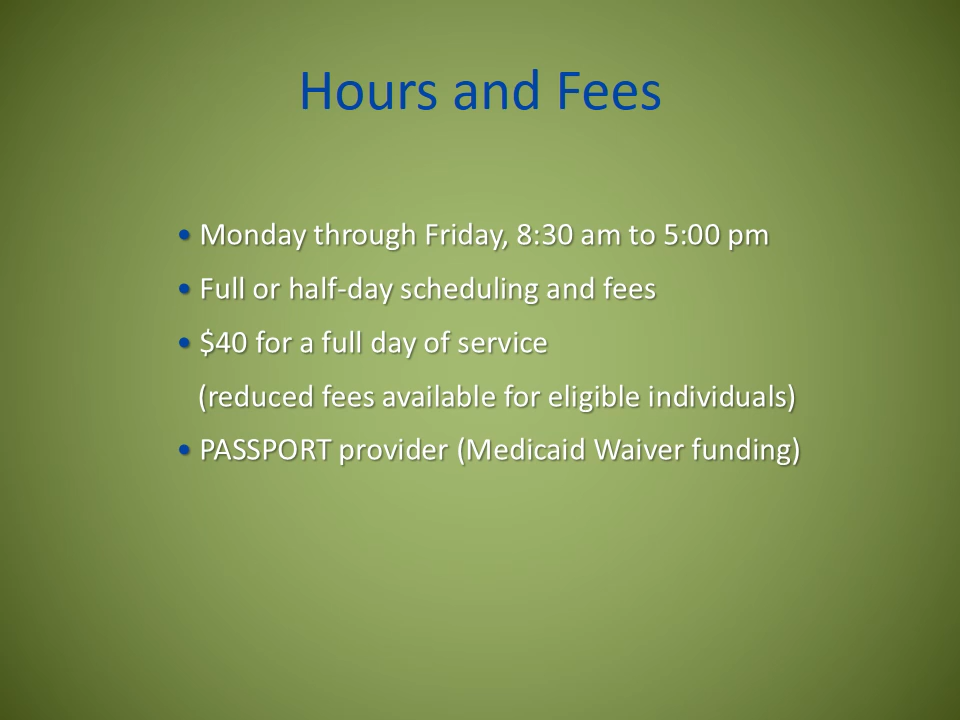 Hours and Fees
• Monday through Friday, 8:30 am to 5:00 pm
• Full or half-day scheduling and fees
• $40 for a full day of service
(reduced fees available for eligible individuals)
• PASSPORT provider (Medicaid Waiver funding)